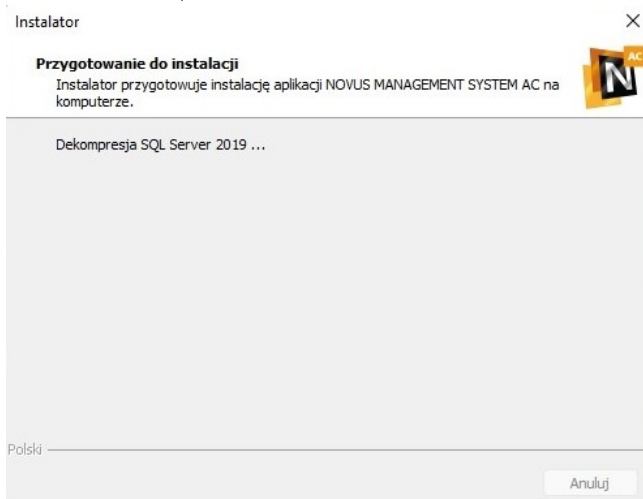 Instalator
AC
N
Przygotowanie do instalacji
Instalator przygotowuje instalację aplikacji NOVUS MANAGEMENT SYSTEM AC na
komputerze.
Dekompresja SQL Server 2019 ...
Polski
Anuluj